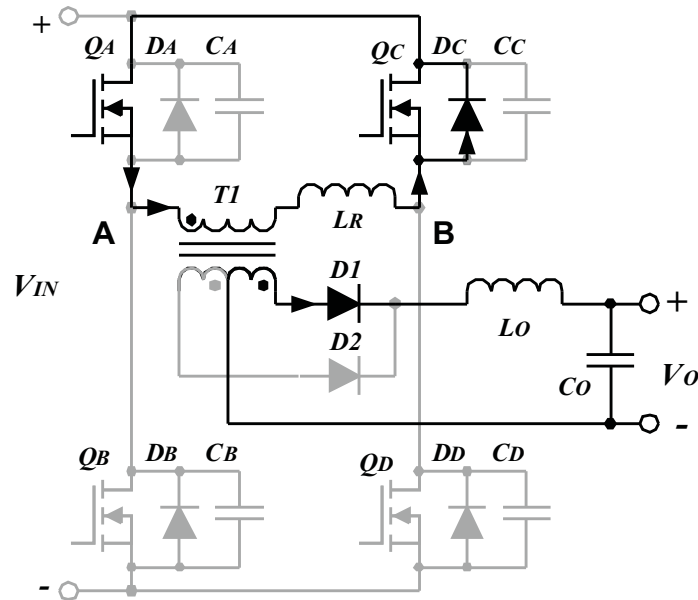 +
QA DA CA QC DC CC
T1
A LR B
VIN
D1
+
LO
D2
CO VO
-
QB DB CB QD DD CD
-